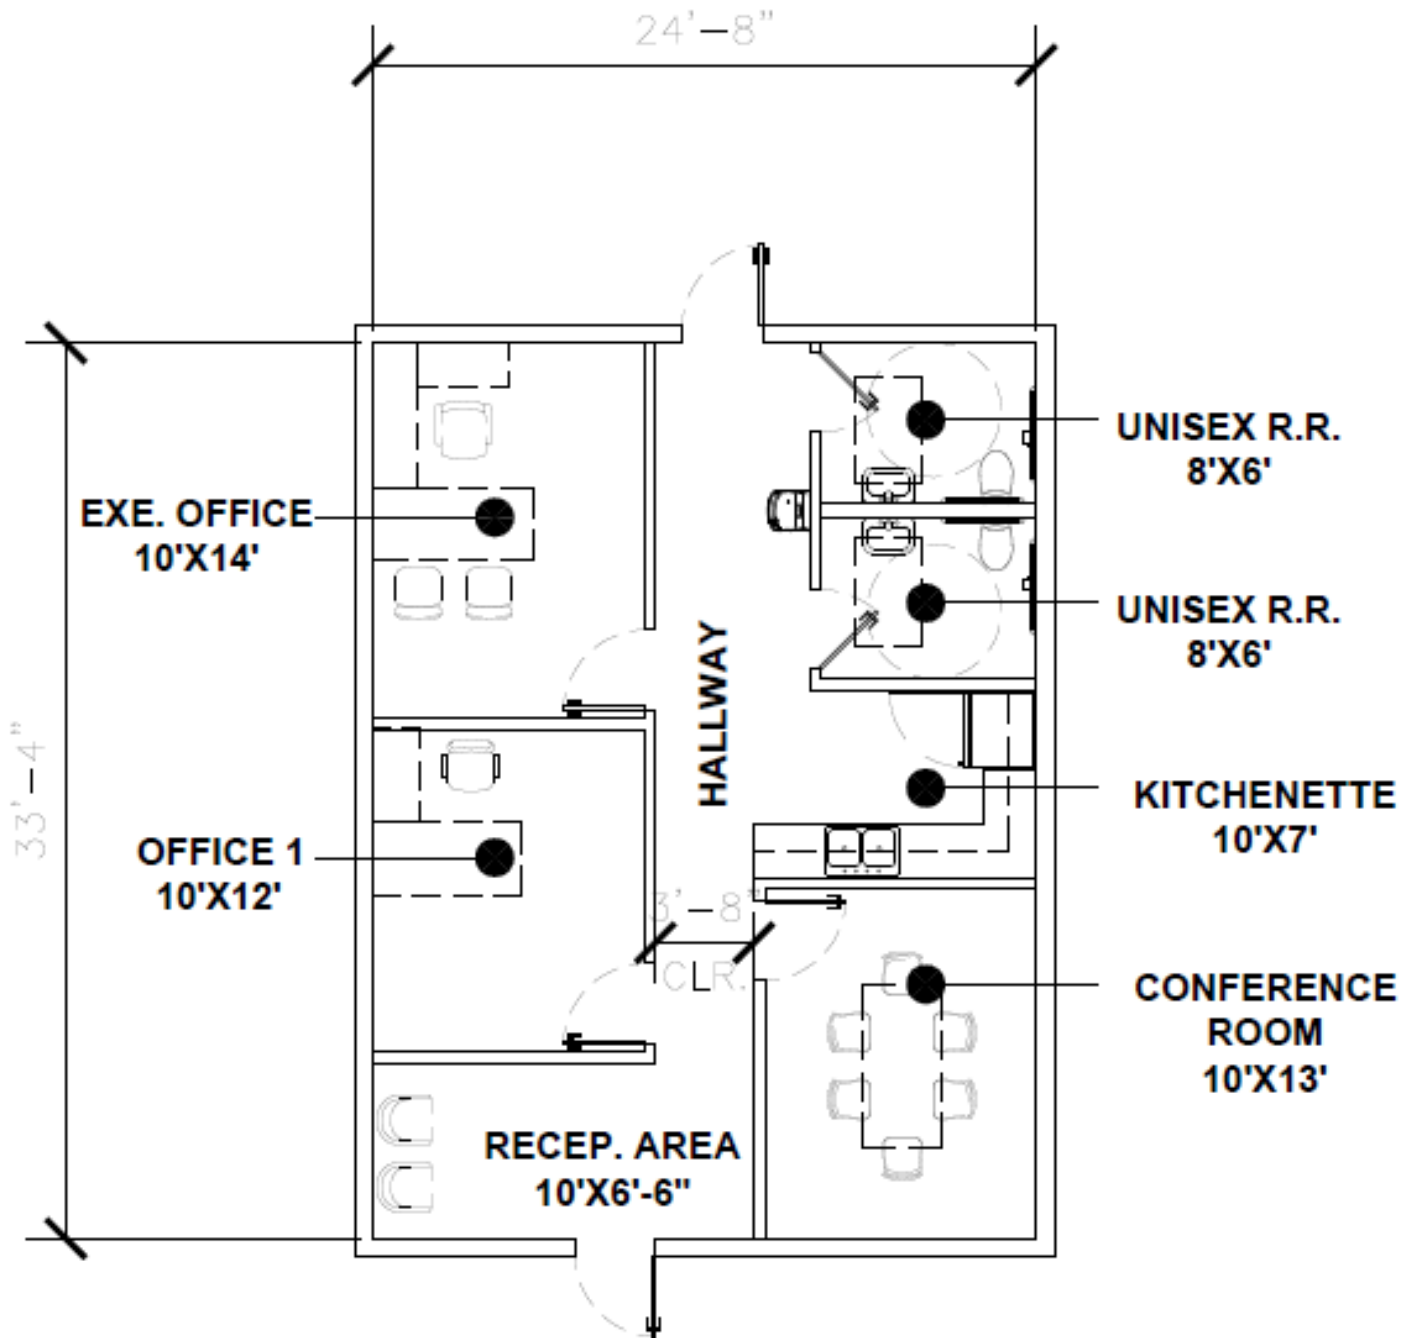 24'-8"
UNISEX R.R.
8'X6'
EXE. OFFICE
10'X14'
UNISEX R.R.
8'X6'
HALLWAY
33'-4"
KITCHENETTE
10'X7'
OFFICE 1
10'X12'
3'-8"
CLR.
CONFERENCE
ROOM
10'X13'
RECEP. AREA
10'X6'-6"